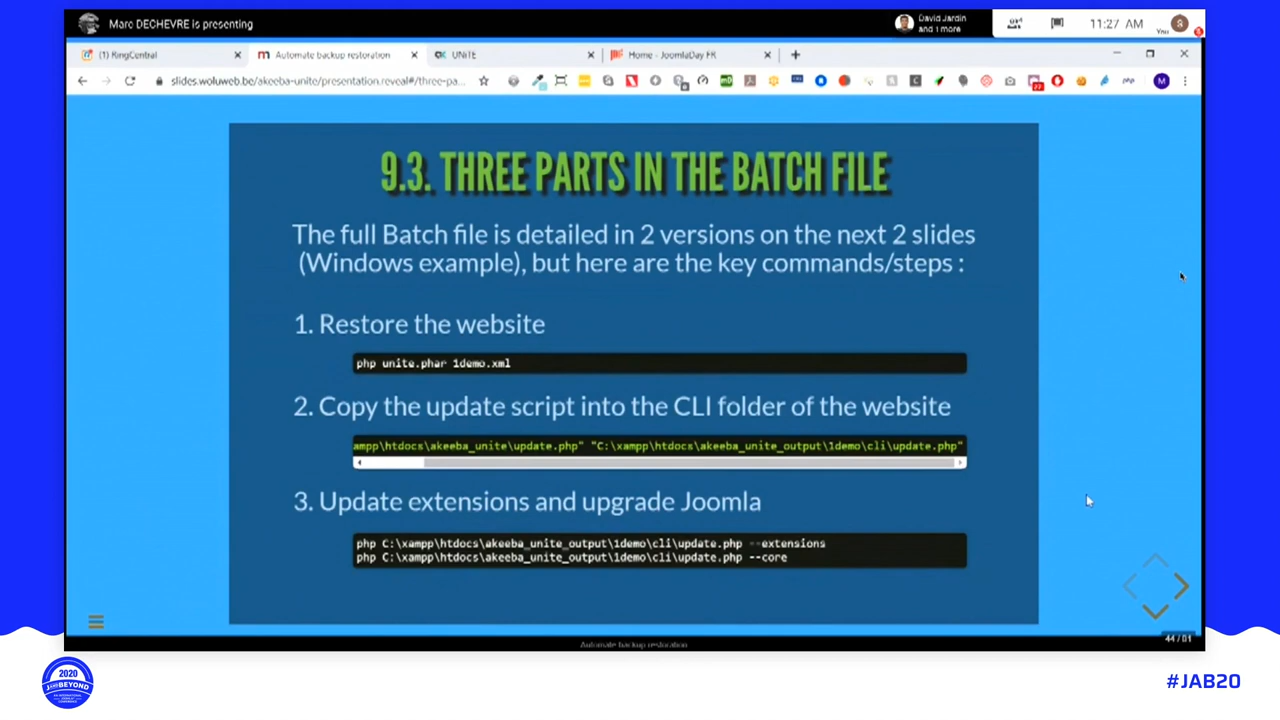 Marc DECHEVRE is presenting
David Jardin
and 1 more
11:27 AM
You
S
(1) RingCentral
Automate backup restoration
UNITE
Home - JoomlaDay FR
slides.woluweb.be/akeeba-unite/presentation.reveal#/three-pa...
M
9.3. THREE PARTS IN THE BATCH FILE
The full Batch file is detailed in 2 versions on the next 2 slides
(Windows example), but here are the key commands/steps :
1. Restore the website
php unite.phar 1demo.xml
2. Copy the update script into the CLI folder of the website
ampp\htdocs\akeeba_unite\update.php" "C:\xampp\htdocs\akeeba_unite_output\1demo\cli\update.php"
3. Update extensions and upgrade Joomla
php C:\xampp\htdocs\akeeba_unite_output\1demo\cli\update.php --extensions
php C:\xampp\htdocs\akeeba_unite_output\1demo\cli\update.php --core
Automate backup restoration
2020
JANDBEYOND
#JAB20